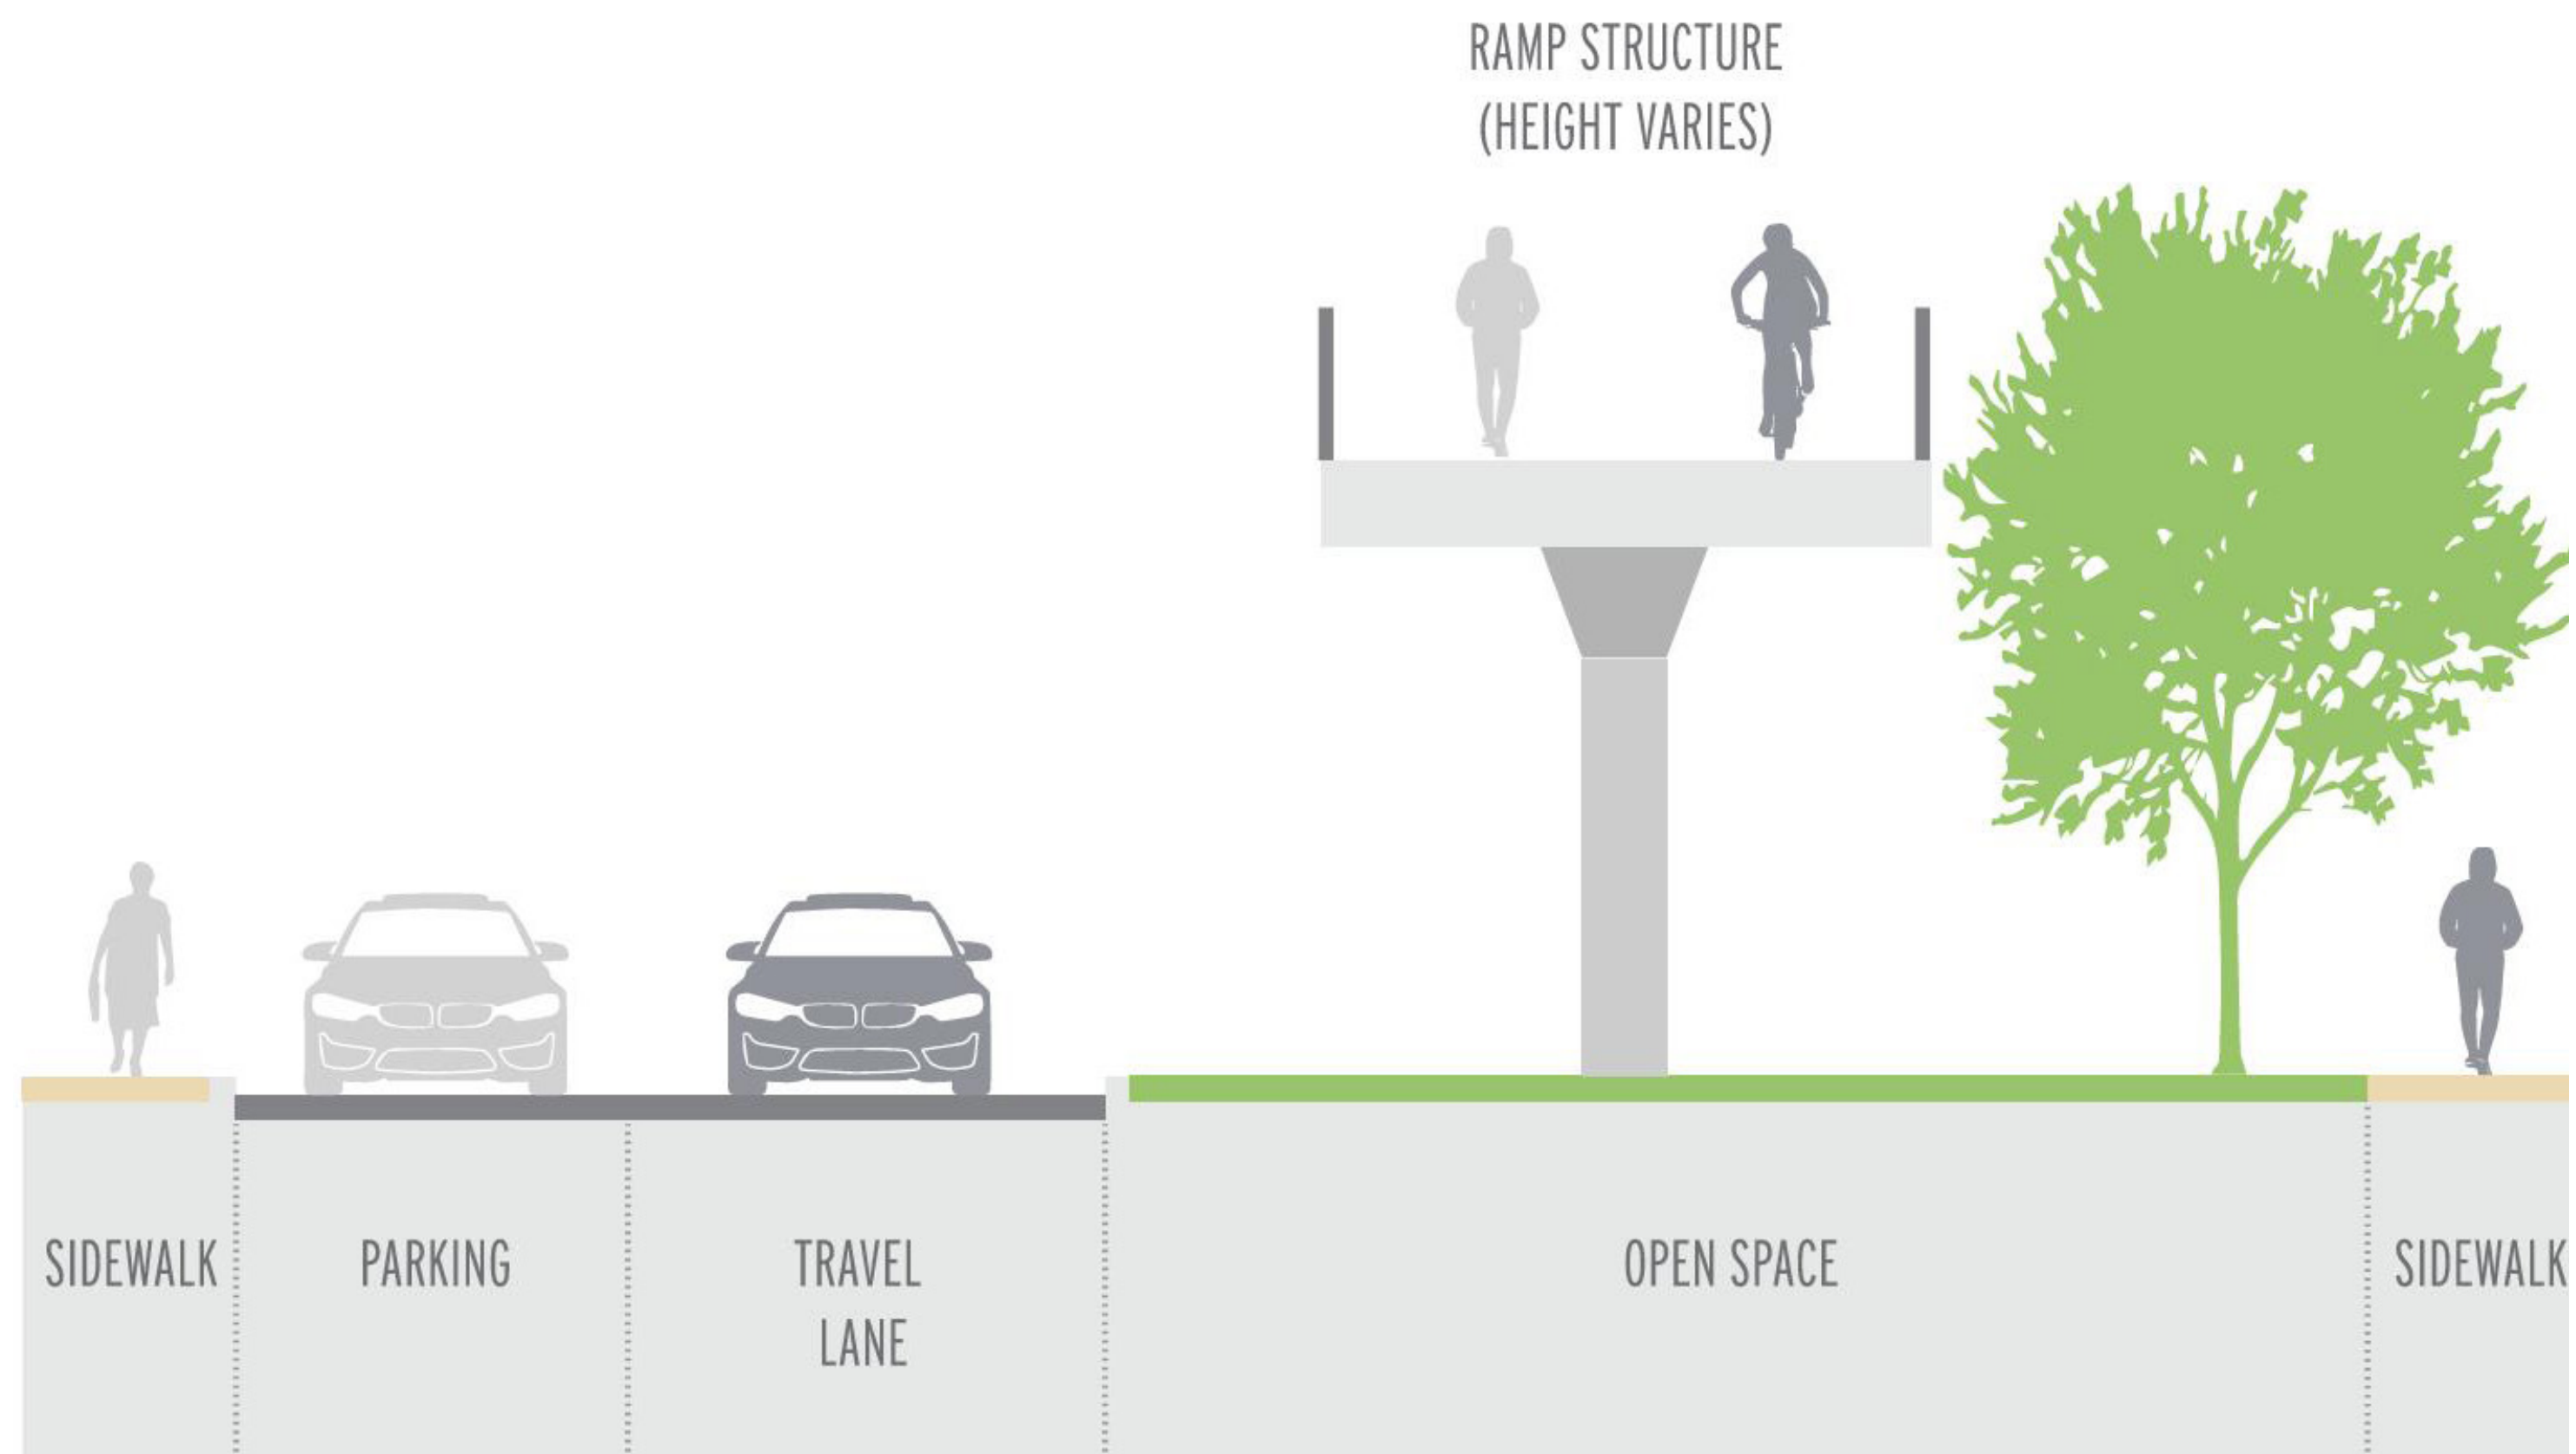 RAMP STRUCTURE
(HEIGHT VARIES)
SIDEWALK
PARKING
TRAVEL
LANE
OPEN SPACE
SIDEWALK